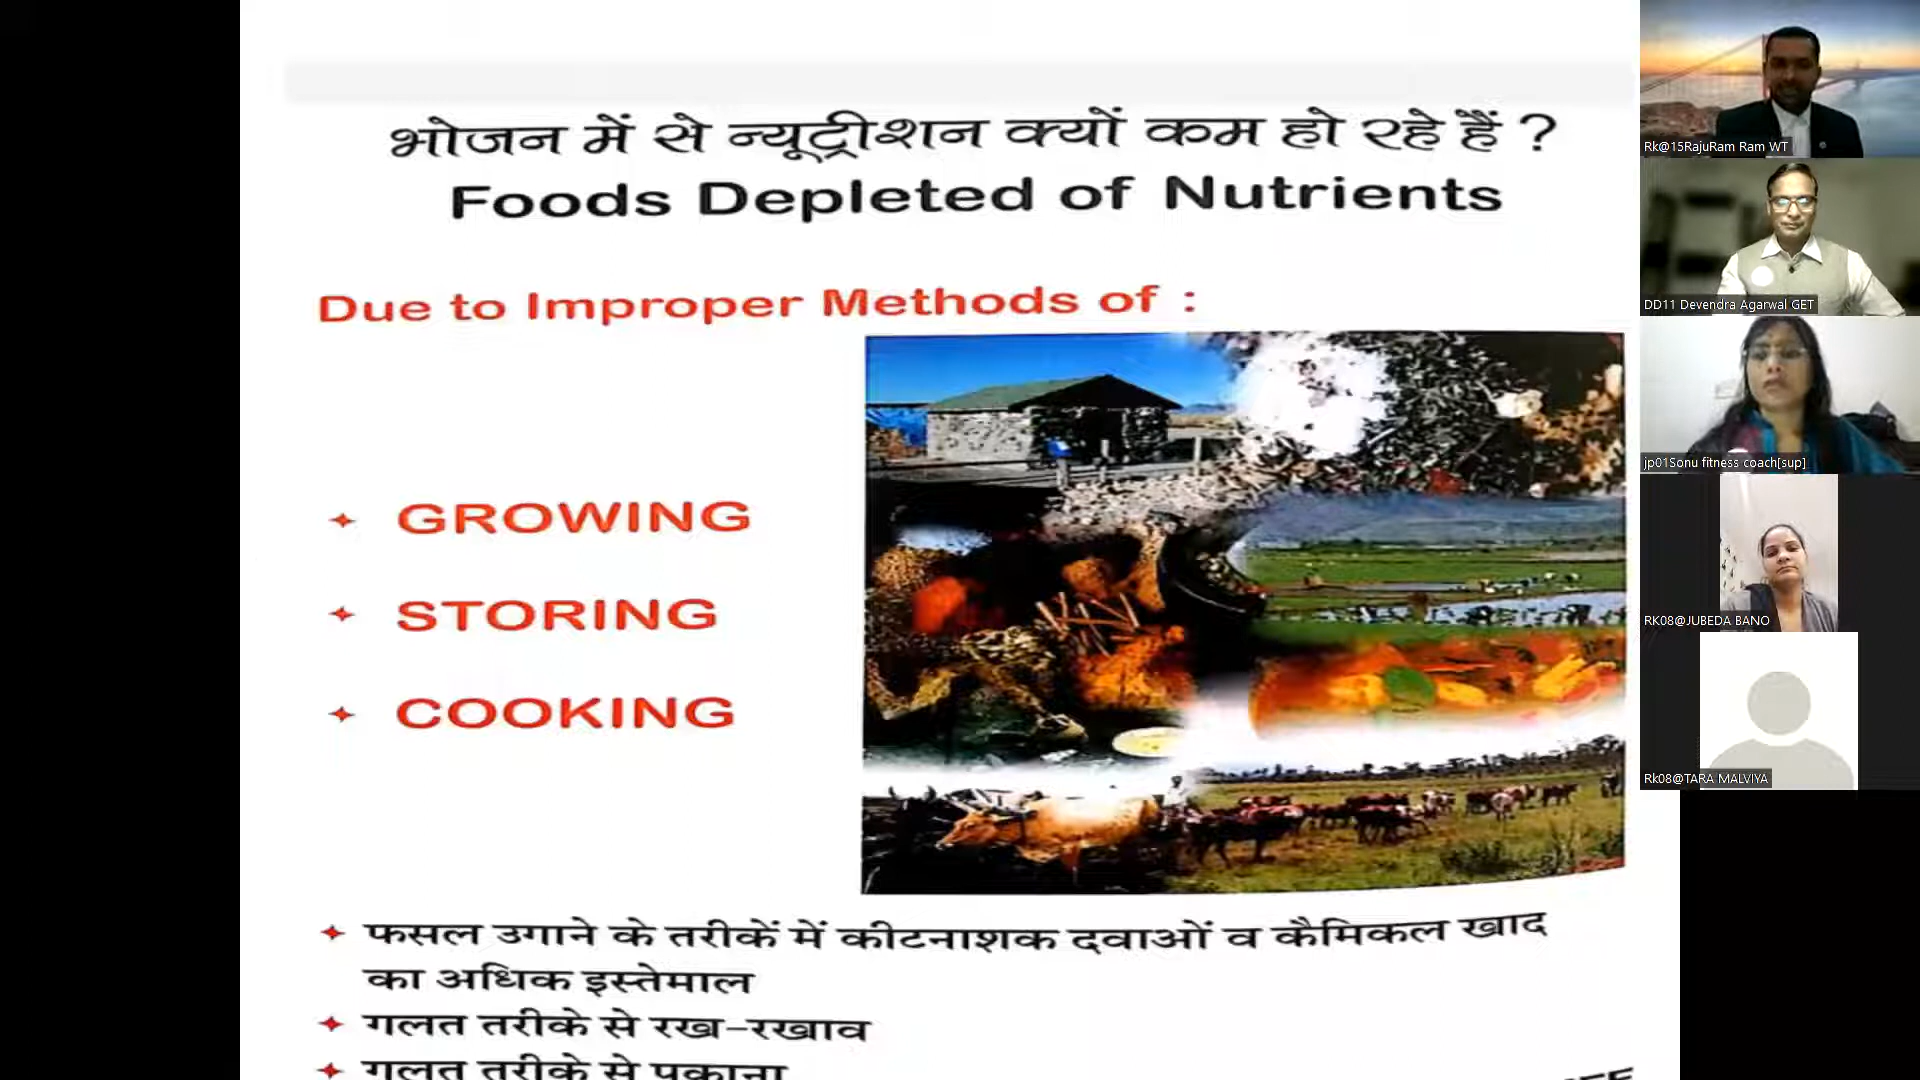 भोजन में से न्यूट्रीशन क्यों कम हो रहे हैं ?
Foods Depleted of Nutrients
Due to Improper Methods of :
GROWING
STORING
COOKING
फसल उगाने के तरीकें में कीटनाशक दवाओं व कैमिकल खाद
का अधिक इस्तेमाल
गलत तरीके से रख-रखाव
गलत तरीके से पकाना
Rk@15RajuRam Ram WT
DD11 Devendra Agarwal GET
jp01Sonu fitness coach[sup]
RK08@JUBEDA BANO
Rk08@TARA MALVIYA